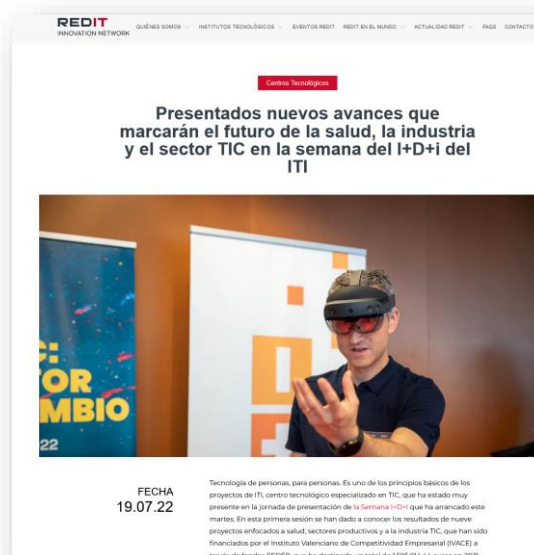 REDIT
INNOVATION NETWORK
QUIÉNES SOMOS
INSTITUTOS TECNOLÓGICOS
EVENTOS REDIT
REDIT EN EL MUNDO
ACTUALIDAD REDIT
FAQS
CONTACTO
Centros Tecnológicos
Presentados nuevos avances que
marcarán el futuro de la salud, la industria
y el sector TIC en la semana del I+D+i del
ITI
OR
MBIO
22
FECHA
19.07.22
Tecnología de personas, para personas. Es uno de los principios básicos de los
proyectos de ITI, centro tecnológico especializado en TIC, que ha estado muy
presente en la jornada de presentación de la Semana I+D+I que ha arrancado este
martes. En esta primera sesión se han dado a conocer los resultados de nueve
proyectos enfocados a salud, sectores productivos y a la industria TIC, que han sido
financiados por el Instituto Valenciano de Competitividad Empresarial (IVACE) a